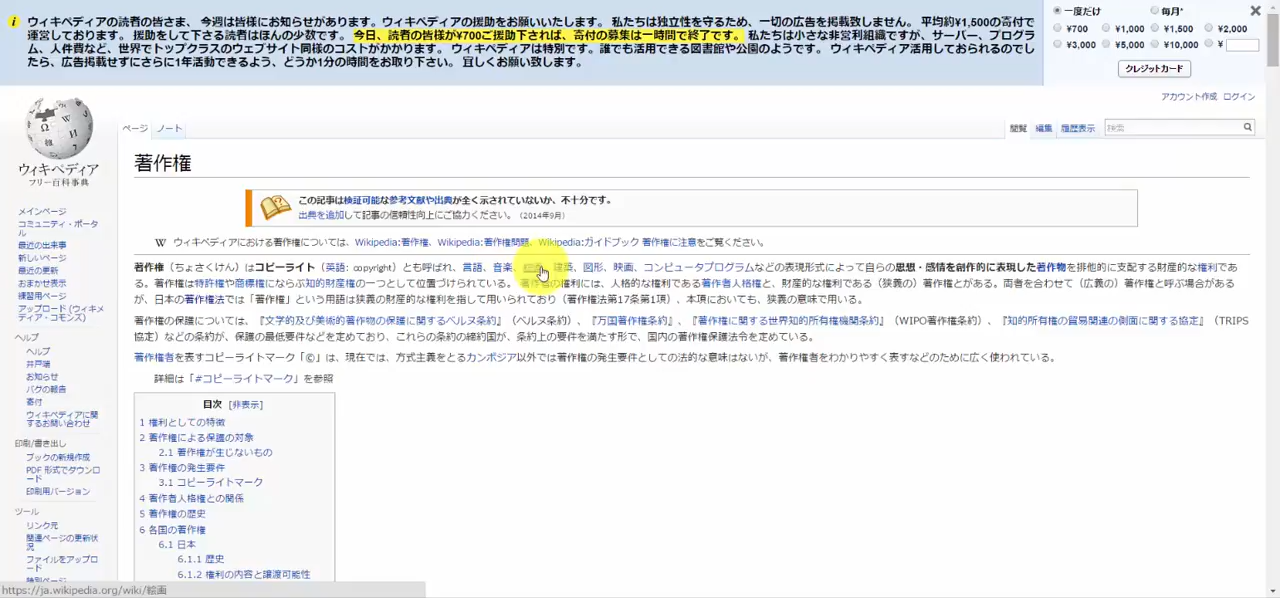 ウィキペディアの読者の皆さま、 今週は皆様にお知らせがあります。ウィキペディアの援助をお願いいたします。 私たちは独立性を守るため、一切の広告を掲載致しません。 平均約¥1,500の寄付で
運営しております。 援助をして下さる読者はほんの少数です。 今日、読者の皆様が¥700ご援助下されば、寄付の募集は一時間で終了です。 私たちは小さな非営利組織ですが、サーバー、プログラ
ム、人件費など、世界でトップクラスのウェブサイト同様のコストがかかります。 ウィキペディアは特別です。誰でも活用できる図書館や公園のようです。 ウィキペディア活用しておられるのでし
たら、広告掲載せずにさらに1年活動できるよう、どうか1分の時間をお取り下さい。 宜しくお願い致します。
一度だけ 毎月*
¥700 ¥1,000 ¥1,500 ¥2,000
¥3,000 ¥5,000 ¥10,000 ¥
クレジットカード
アカウント作成 ログイン
ウィキペディア
フリー百科事典
ページ ノート
閲覧 編集 履歴表示 検索
著作権
この記事は検証可能な参考文献や出典が全く示されていないか、不十分です。
出典を追加して記事の信頼性向上にご協力ください。 (2014年9月)
W ウィキペディアにおける著作権については、Wikipedia:著作権、Wikipedia:著作権問題、Wikipedia:ガイドブック 著作権に注意をご覧ください。
著作権（ちょさくけん）はコピーライト（英語: copyright）とも呼ばれ、言語、音楽、絵画、建築、図形、映画、コンピュータプログラムなどの表現形式によって自らの思想・感情を創作的に表現した著作物を排他的に支配する財産的な権利であ
る。著作権は特許権や商標権にならぶ知的財産権の一つとして位置づけられている。 著作者の権利には、人格的な権利である著作者人格権と、財産的な権利である（狭義の）著作権とがある。両者を合わせて（広義の）著作権と呼ぶ場合がある
が、日本の著作権法では「著作権」という用語は狭義の財産的な権利を指して用いられており（著作権法第17条第1項）、本項においても、狭義の意味で用いる。
著作権の保護については、『文学的及び美術的著作物の保護に関するベルヌ条約』（ベルヌ条約）、『万国著作権条約』、『著作権に関する世界知的所有権機関条約』（WIPO著作権条約）、『知的所有権の貿易関連の側面に関する協定』（TRIPS
協定）などの条約が、保護の最低要件などを定めており、これらの条約の締約国が、条約上の要件を満たす形で、国内の著作権保護法令を定めている。
著作権者を表すコピーライトマーク「©」は、現在では、方式主義をとるカンボジア以外では著作権の発生要件としての法的な意味はないが、著作権者をわかりやすく表すなどのために広く使われている。
詳細は「#コピーライトマーク」を参照
目次 [非表示]
1 権利としての特徴
2 著作権による保護の対象
2.1 著作権が生じないもの
3 著作権の発生要件
3.1 コピーライトマーク
4 著作者人格権との関係
5 著作権の歴史
6 各国の著作権
6.1 日本
6.1.1 歴史
6.1.2 権利の内容と譲渡可能性
メインページ
コミュニティ・ポータ
ル
最近の出来事
新しいページ
最近の更新
おまかせ表示
練習用ページ
アップロード (ウィキメ
ディア・コモンズ)
ヘルプ
ヘルプ
井戸端
お知らせ
バグの報告
寄付
ウィキペディアに関
するお問い合わせ
印刷/書き出し
ブックの新規作成
PDF 形式でダウンロ
ード
印刷用バージョン
ツール
リンク元
関連ページの更新状
況
ファイルをアップロ
ード
特別ページ
https://ja.wikipedia.org/wiki/絵画